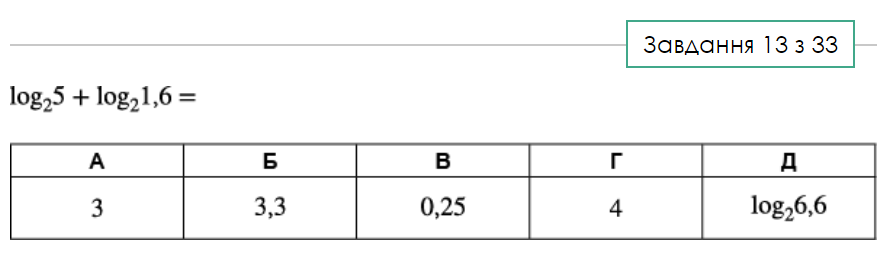 Завдання 13 з 33
log₂5 + log₂1,6 =
А Б В Г Д
3 3,3 0,25 4 log₂6,6